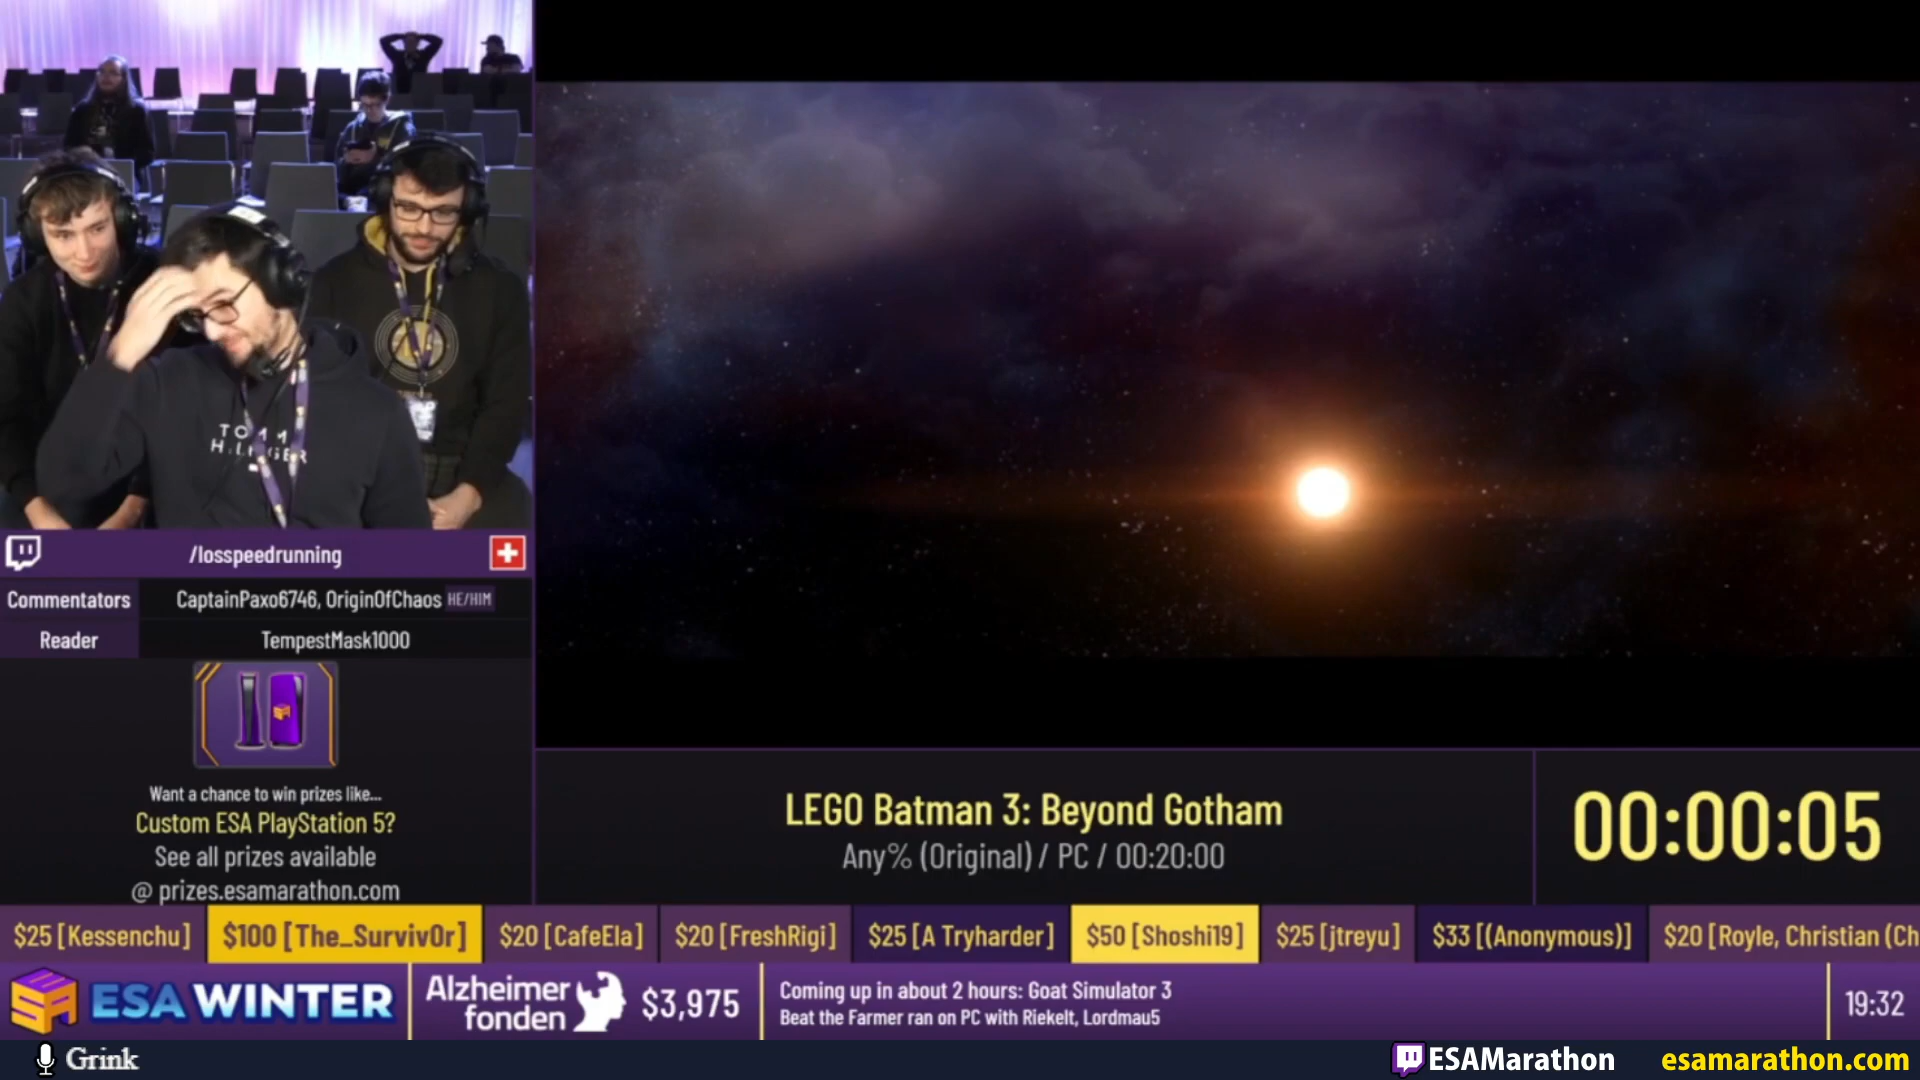 TOMM
HILFIGER
/losspeedrunning
Commentators
CaptainPaxo6746, OriginOfChaos HE/HIM
Reader
TempestMask1000
Want a chance to win prizes like...
Custom ESA PlayStation 5?
See all prizes available
@ prizes.esamarathon.com
LEGO Batman 3: Beyond Gotham
Any% (Original) / PC / 00:20:00
00:00:05
$25 [Kessenchu]
$100 [The_Surviv0r]
$20 [CafeEla]
$20 [FreshRigi]
$25 [A Tryharder]
$50 [Shoshi19]
$25 [jtreyu]
$33 [(Anonymous)]
$20 [Royle, Christian (Ch
ESA WINTER
Alzheimer
fonden
$3,975
Coming up in about 2 hours: Goat Simulator 3
Beat the Farmer ran on PC with Riekelt, Lordmau5
19:32
Grink
ESAMarathon
esamarathon.com